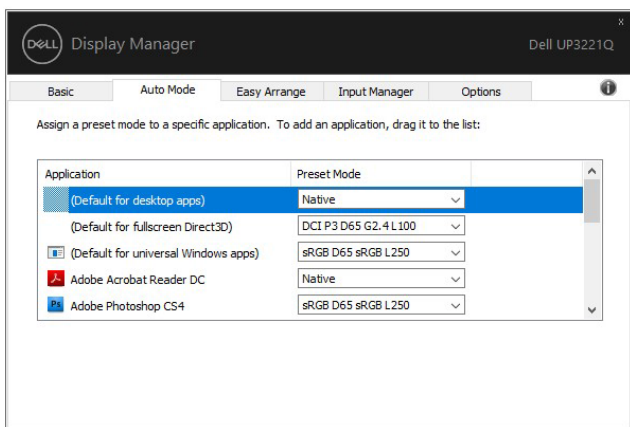 x
DELL Display Manager Dell UP3221Q
Basic Auto Mode Easy Arrange Input Manager Options
Assign a preset mode to a specific application. To add an application, drag it to the list:
Application Preset Mode
(Default for desktop apps) Native
(Default for fullscreen Direct3D) DCI P3 D65 G2.4 L100
(Default for universal Windows apps) sRGB D65 sRGB L250
Adobe Acrobat Reader DC Native
Ps Adobe Photoshop CS4 sRGB D65 sRGB L250